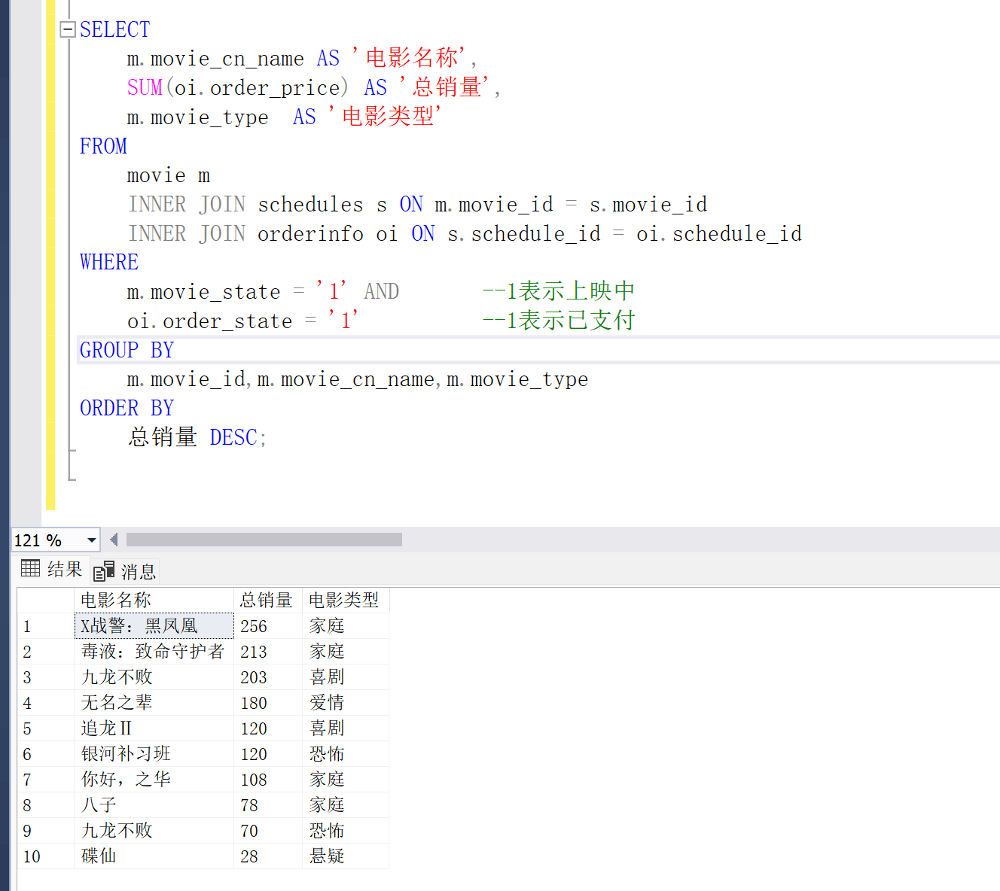 SELECT
m.movie_cn_name AS '电影名称',
SUM(oi.order_price) AS '总销量',
m.movie_type  AS '电影类型'
FROM
movie m
INNER JOIN schedules s ON m.movie_id = s.movie_id
INNER JOIN orderinfo oi ON s.schedule_id = oi.schedule_id
WHERE
m.movie_state = '1' AND       --1表示上映中
oi.order_state = '1'          --1表示已支付
GROUP BY
m.movie_id,m.movie_cn_name,m.movie_type
ORDER BY
总销量 DESC;
121 %
结果 消息
电影名称 总销量 电影类型
1 X战警：黑凤凰 256 家庭
2 毒液：致命守护者 213 家庭
3 九龙不败 203 喜剧
4 无名之辈 180 爱情
5 追龙Ⅱ 120 喜剧
6 银河补习班 120 恐怖
7 你好，之华 108 家庭
8 八子 78 家庭
9 九龙不败 70 恐怖
10 碟仙 28 悬疑